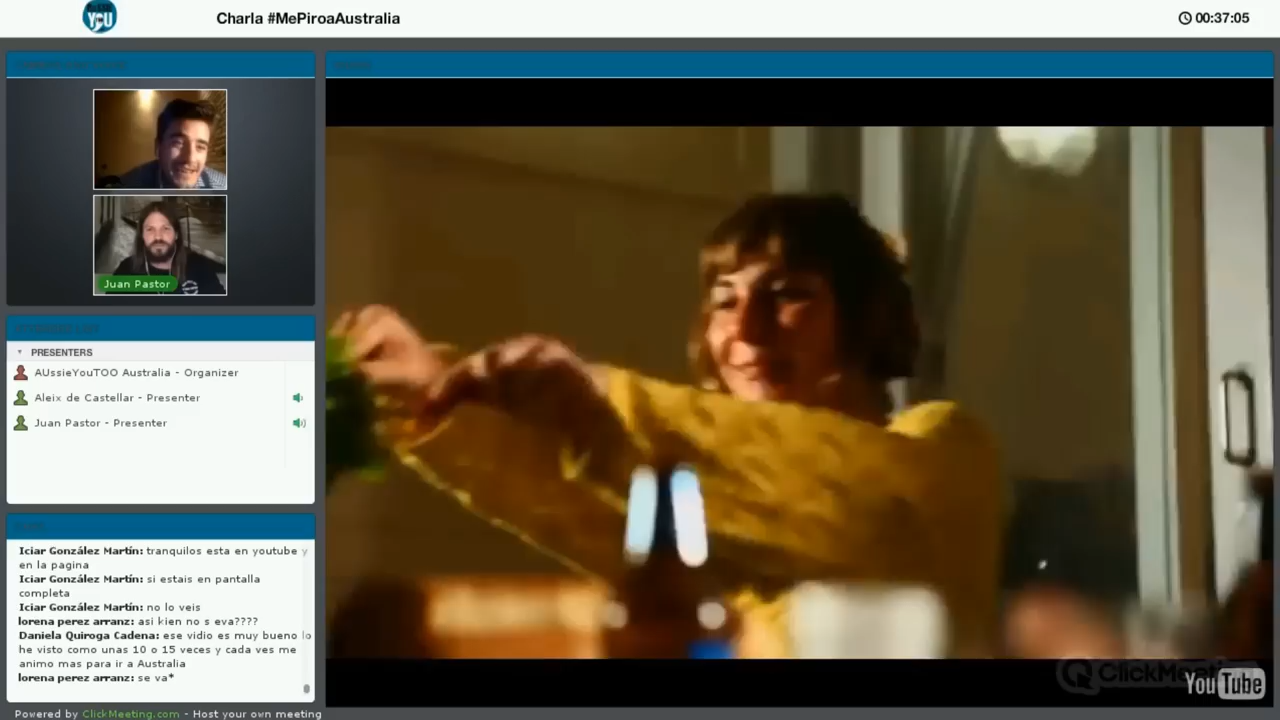 YOU
Charla #MePiroaAustralia
00:37:05
Juan Pastor
PRESENTERS
AUssieYouTOO Australia - Organizer
Aleix de Castellar - Presenter
Juan Pastor - Presenter
Iciar González Martín: tranquilos esta en youtube y
en la pagina
Iciar González Martín: si estais en pantalla
completa
Iciar González Martín: no lo veis
lorena perez arranz: asi kien no s eva????
Daniela Quiroga Cadena: ese vidio es muy bueno lo
he visto como unas 10 o 15 veces y cada ves me
animo mas para ir a Australia
lorena perez arranz: se va*
ClickMeeting
YouTube
Powered by ClickMeeting.com - Host your own meeting